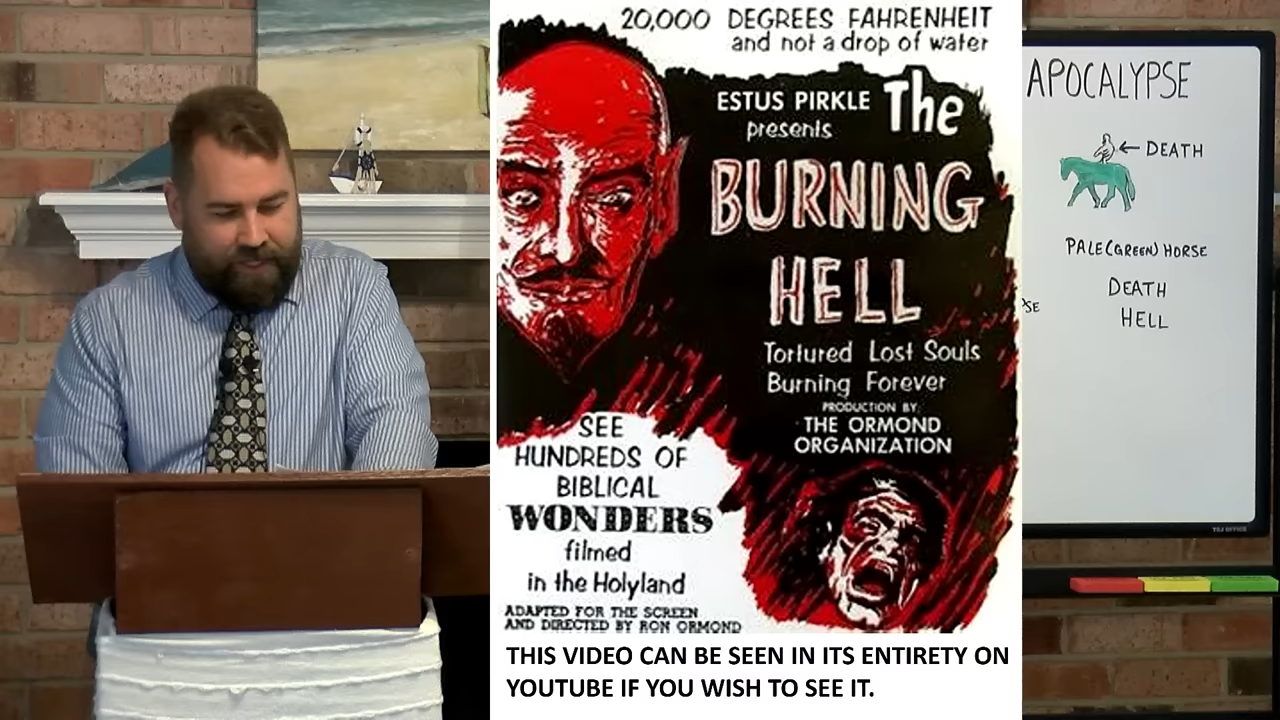 20,000 DEGREES FAHRENHEIT
and not a drop of water
ESTUS PIRKLE
presents
The
BURNING
HELL
Tortured Lost Souls
Burning Forever
PRODUCTION BY:
THE ORMOND
ORGANIZATION
SEE
HUNDREDS OF
BIBLICAL
WONDERS
filmed
in the Holyland
ADAPTED FOR THE SCREEN
AND DIRECTED BY RON ORMOND
THIS VIDEO CAN BE SEEN IN ITS ENTIRETY ON
YOUTUBE IF YOU WISH TO SEE IT.
APOCALYPSE
← DEATH
PALE (GREEN) HORSE
DEATH
HELL
SE